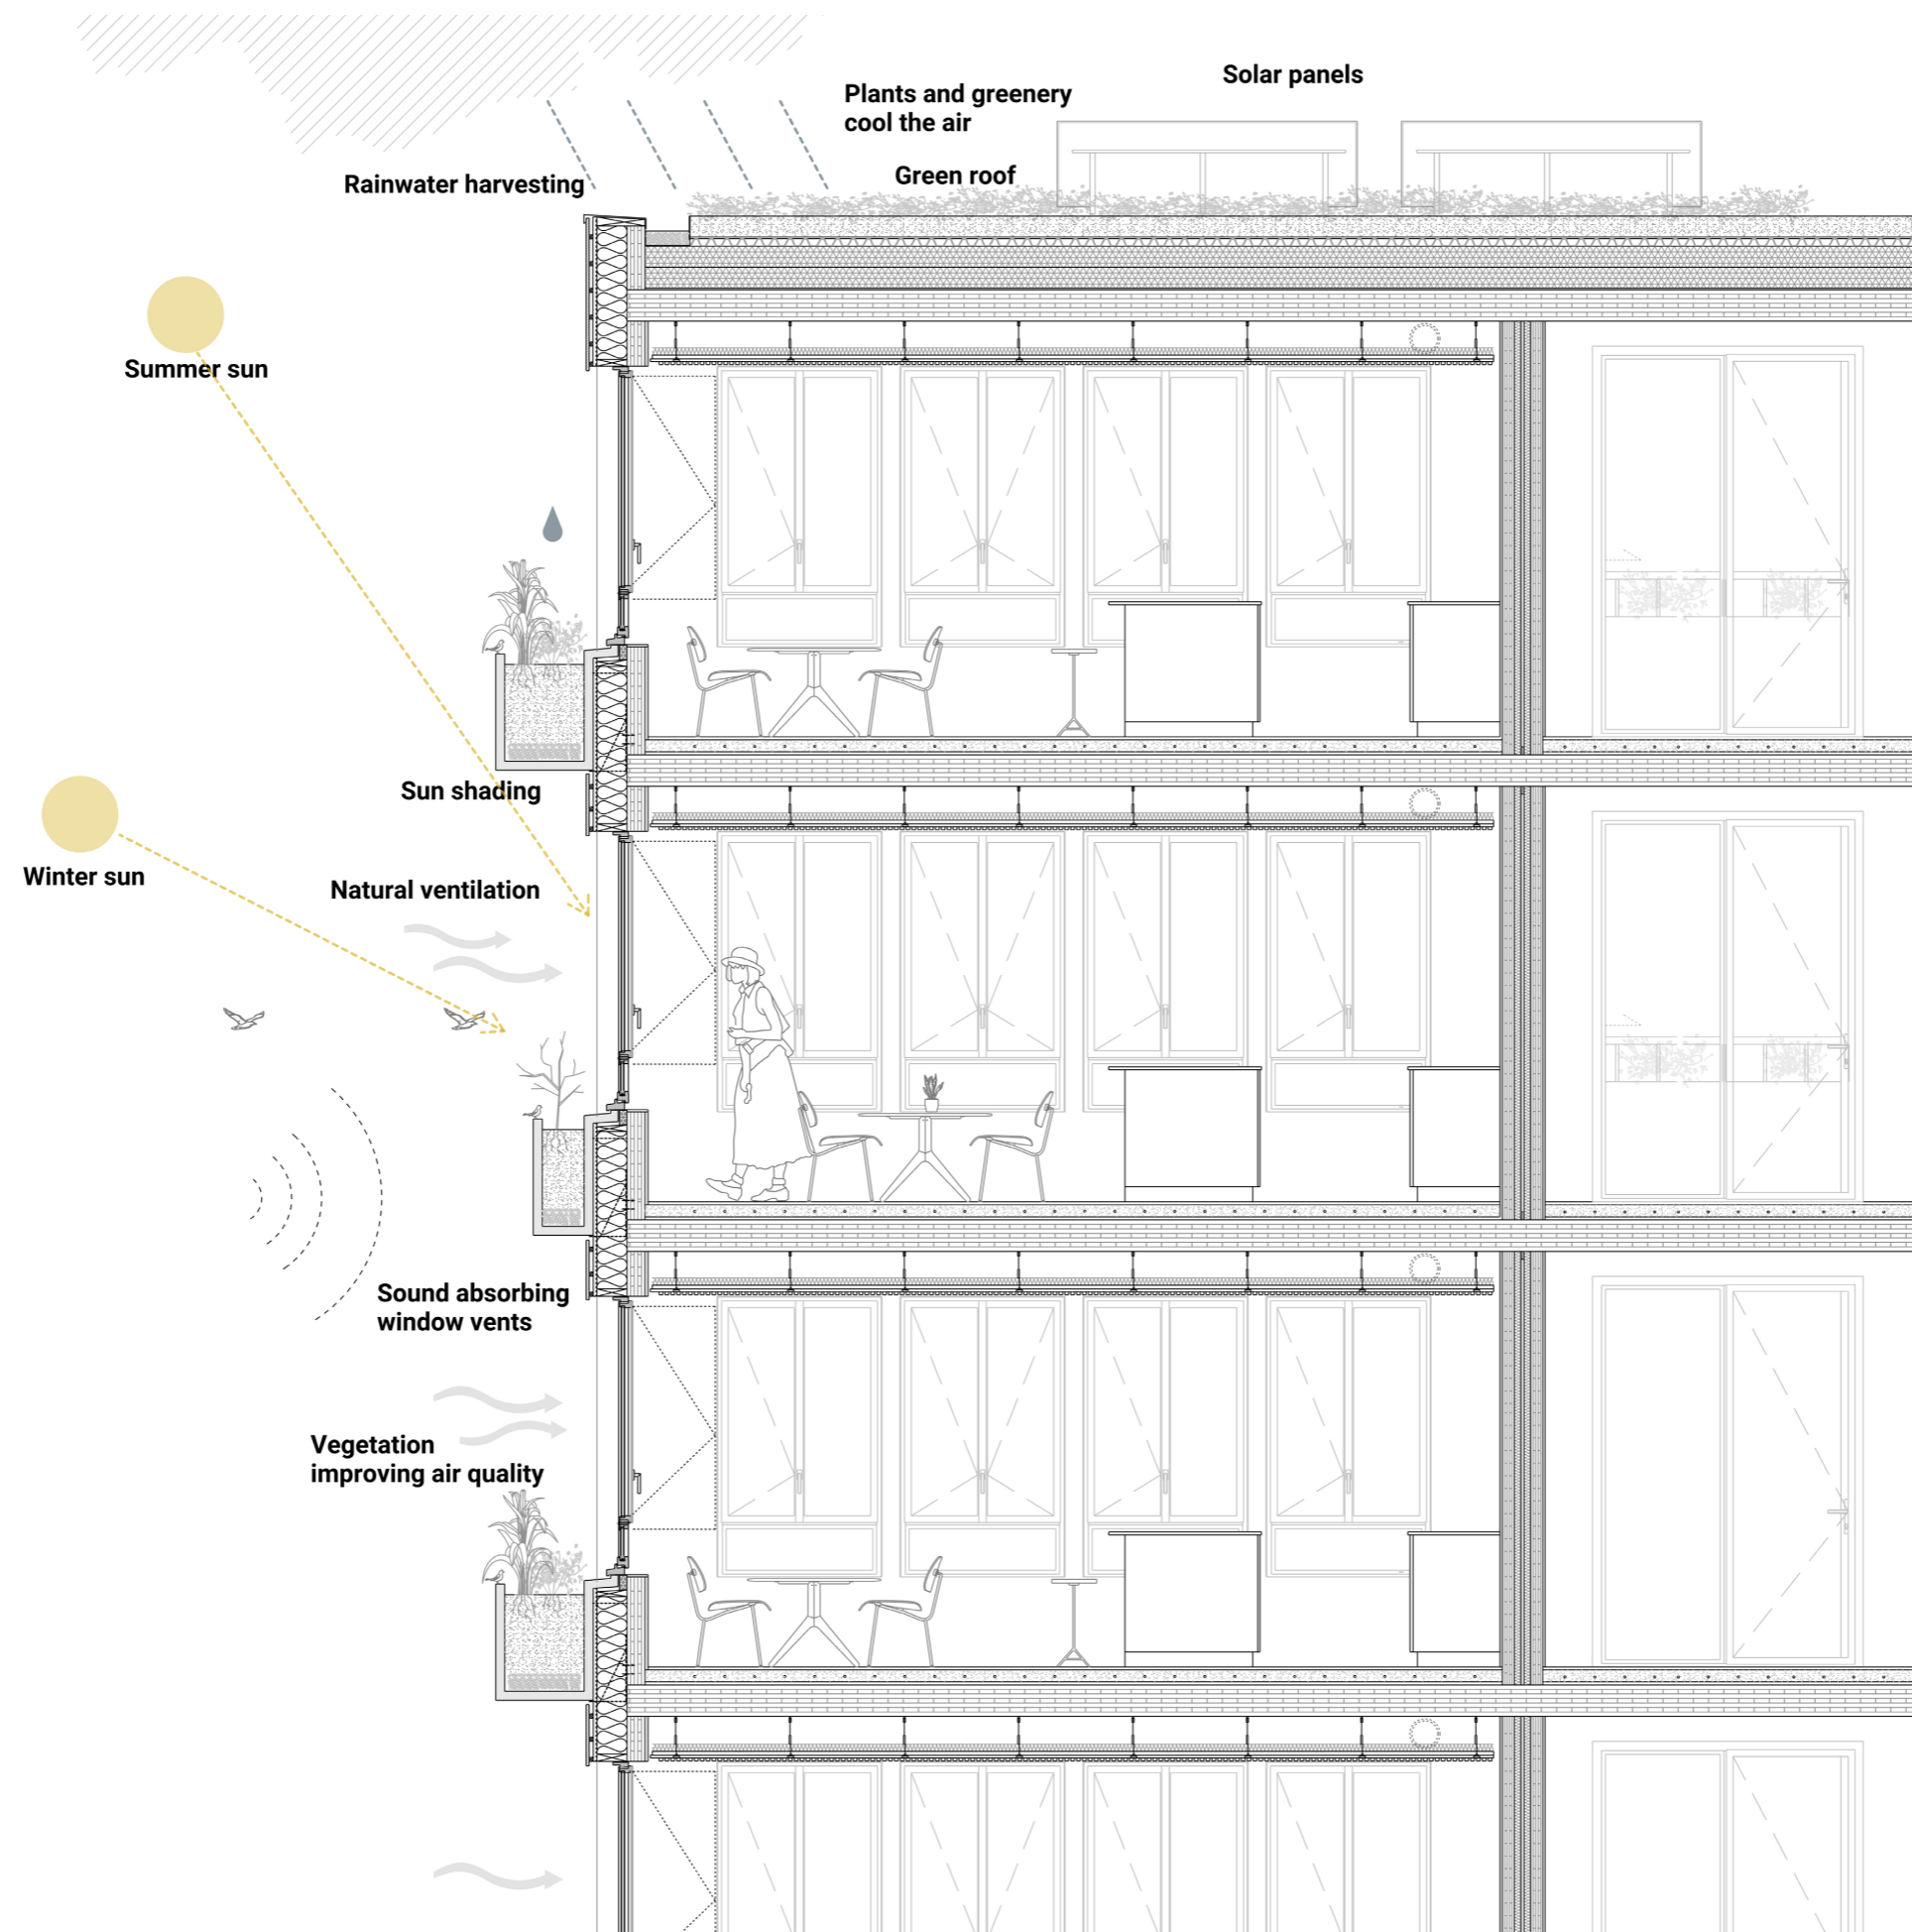 Solar panels
Plants and greenery
cool the air
Green roof
Rainwater harvesting
Summer sun
Sun shading
Winter sun
Natural ventilation
Sound absorbing
window vents
Vegetation
improving air quality